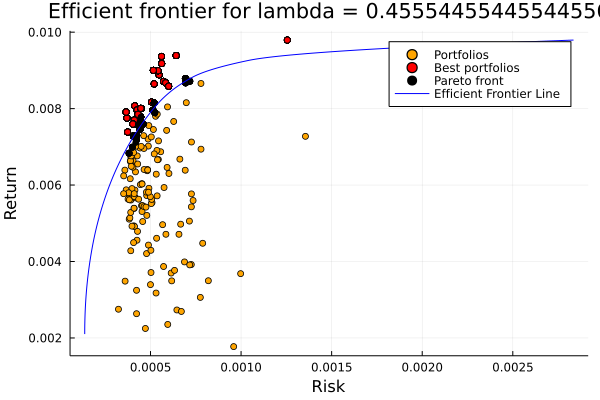 Efficient frontier for lambda = 0.4555445544554455
0.010
0.008
0.006
0.004
0.002
Return
Portfolios
Best portfolios
Pareto front
Efficient Frontier Line
0.0005
0.0010
0.0015
0.0020
0.0025
Risk